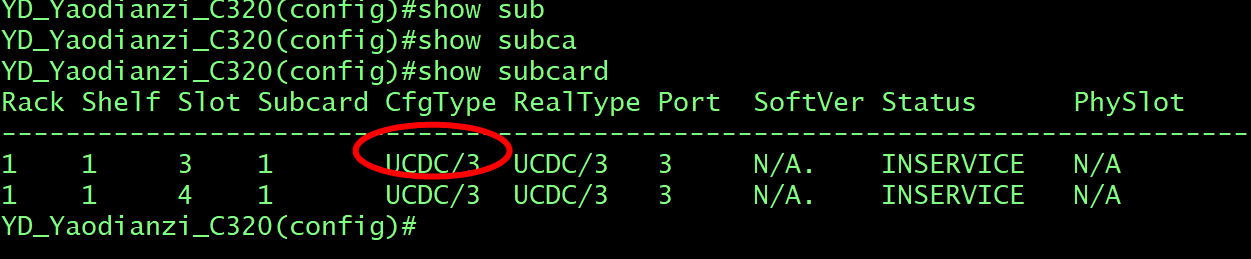 YD_Yaodianzi_C320(config)#show sub
YD_Yaodianzi_C320(config)#show subca
YD_Yaodianzi_C320(config)#show subcard
Rack Shelf Slot Subcard CfgType RealType Port SoftVer Status PhySlot
------------------------------------------------------------------------------
1 1 3 1 UCDC/3 UCDC/3 3 N/A. INSERVICE N/A
1 1 4 1 UCDC/3 UCDC/3 3 N/A. INSERVICE N/A
YD_Yaodianzi_C320(config)#